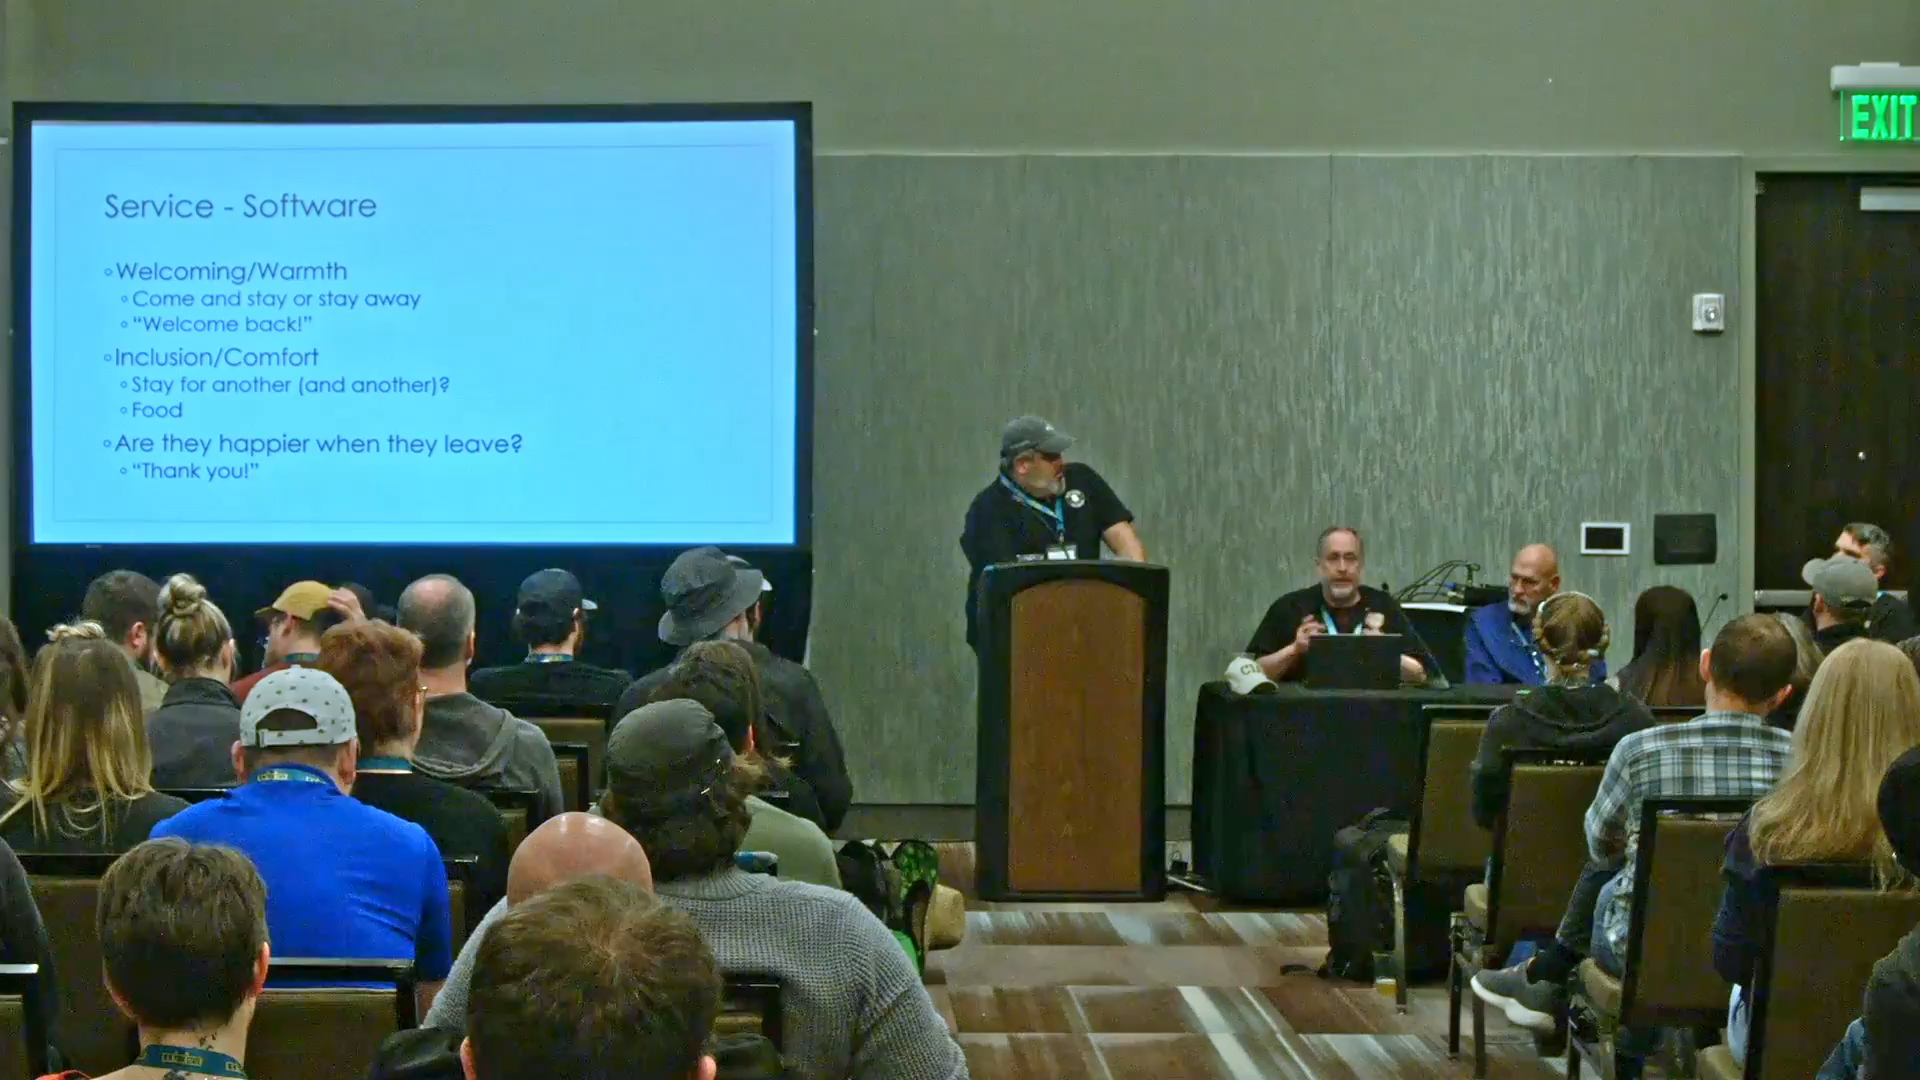 Service - Software
Welcoming/Warmth
Come and stay or stay away
“Welcome back!”
Inclusion/Comfort
Stay for another (and another)?
Food
Are they happier when they leave?
“Thank you!”
EXIT